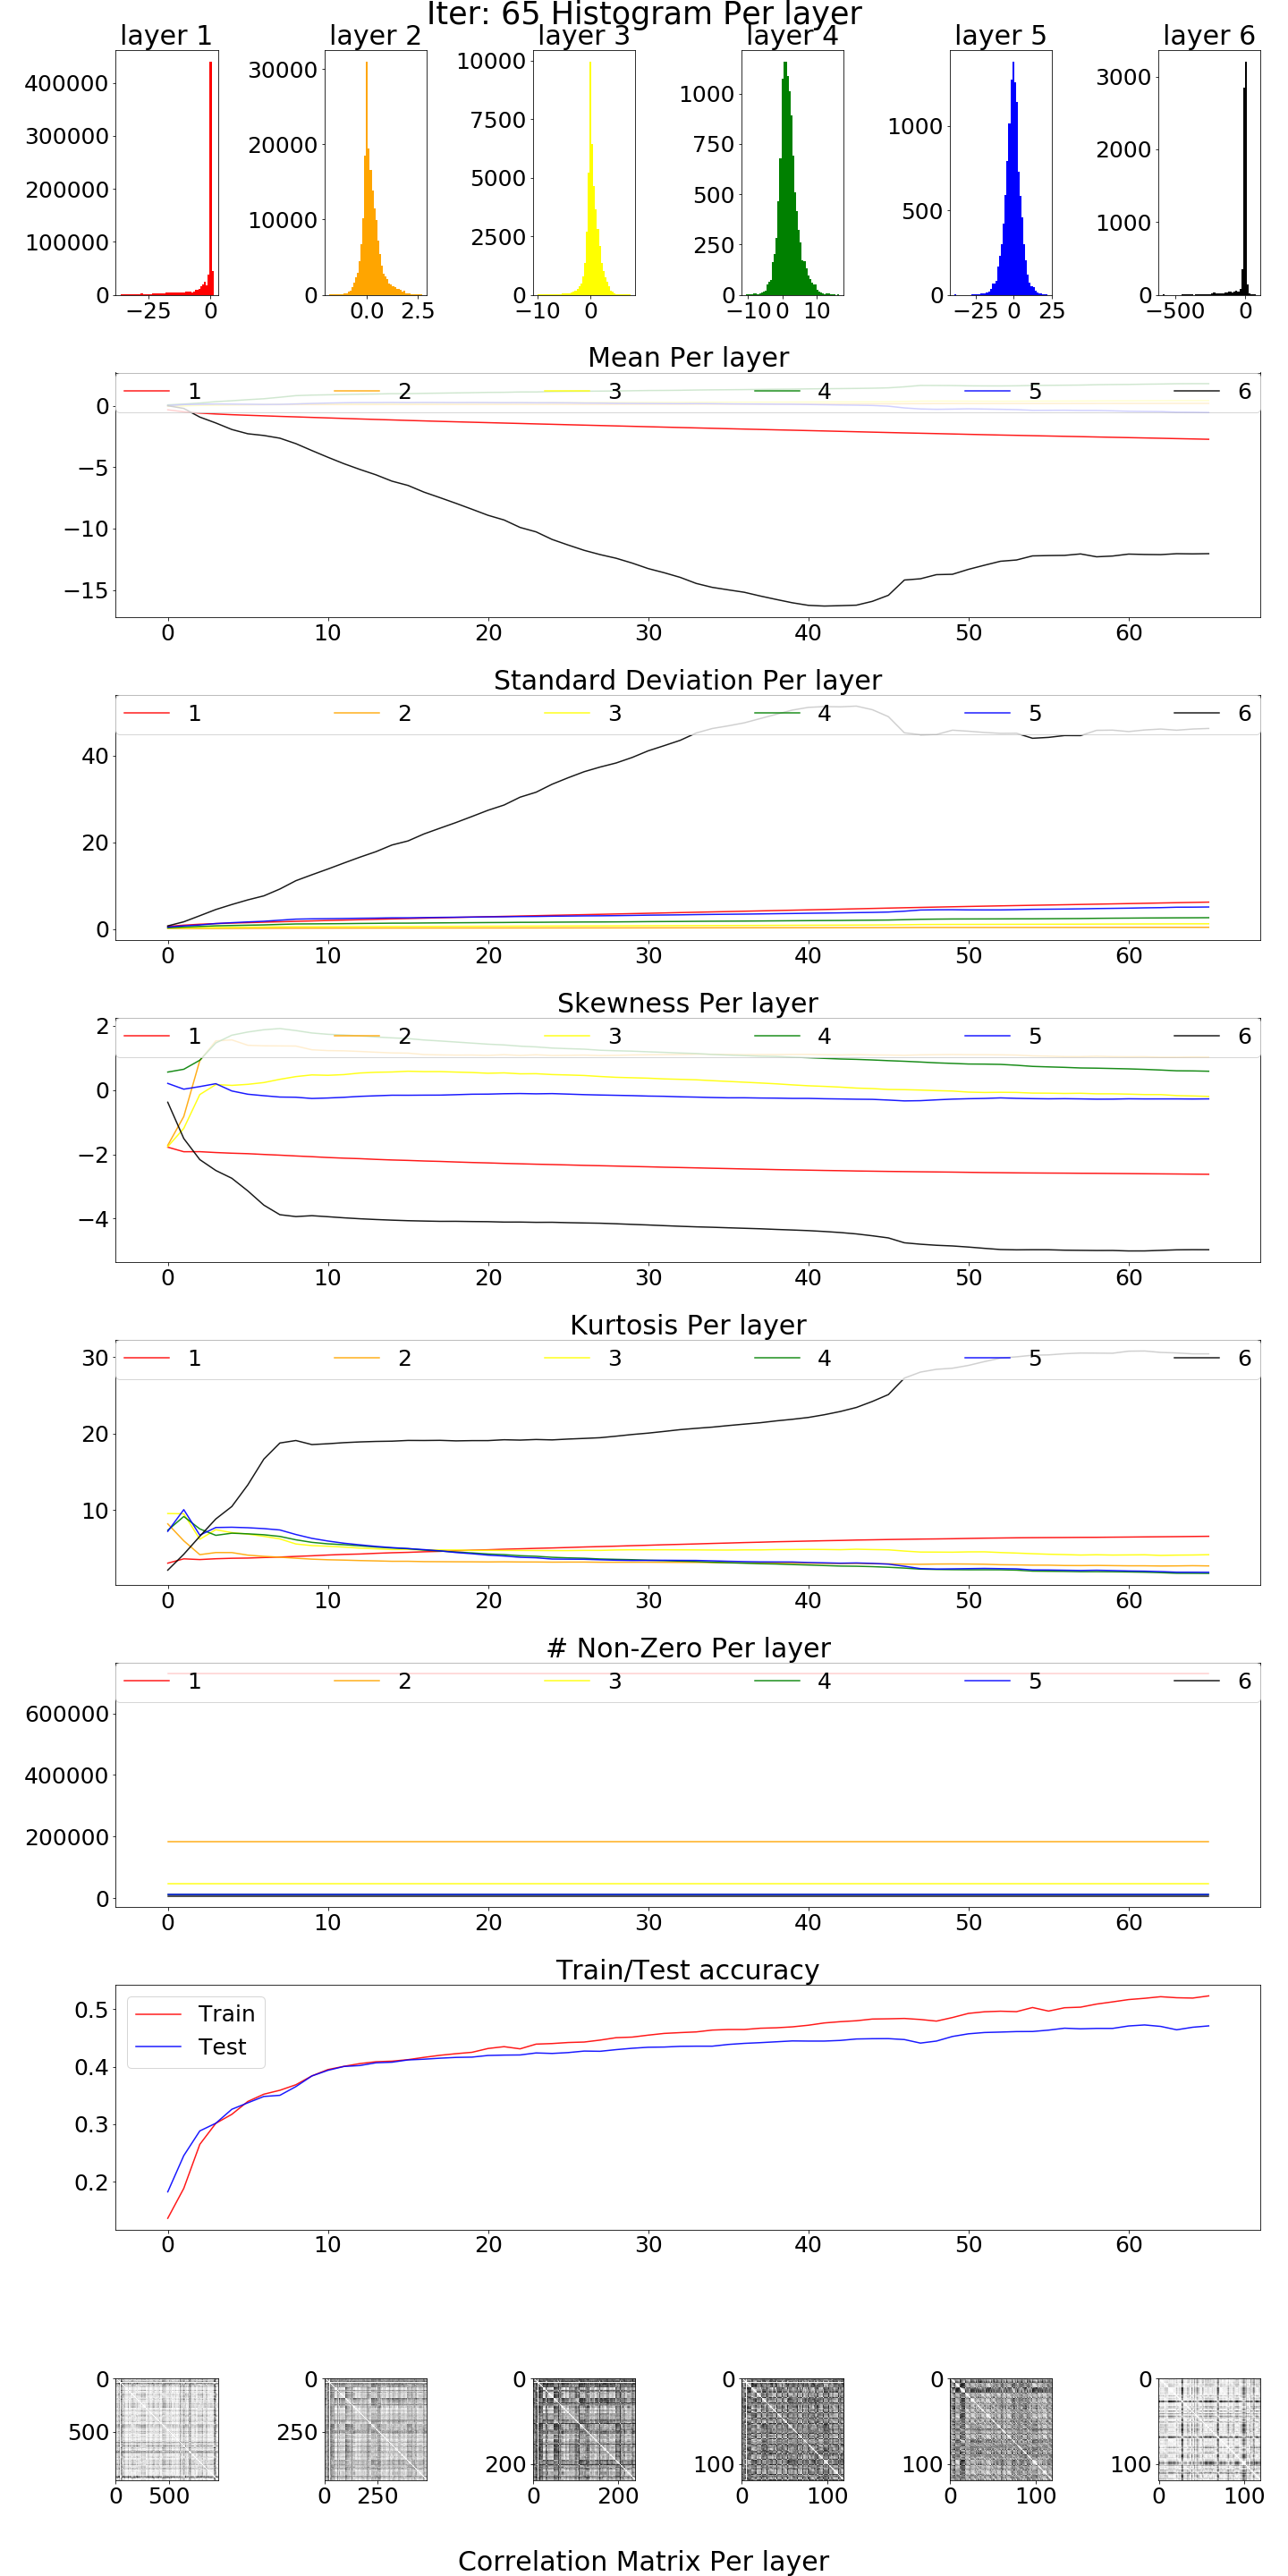 Iter: 65 Histogram Per layer
layer 1 layer 2 layer 3 layer 4 layer 5 layer 6
400000
300000
200000
100000
0
−25 0
30000
20000
10000
0
0.0 2.5
10000
7500
5000
2500
0
−10 0
1000
750
500
250
0
−10 0 10
1000
500
0
−25 0 25
3000
2000
1000
0
−500 0
Mean Per layer
1 2 3 4 5 6
0
−5
−10
−15
0 10 20 30 40 50 60
Standard Deviation Per layer
1 2 3 4 5 6
40
20
0
0 10 20 30 40 50 60
Skewness Per layer
1 2 3 4 5 6
2
0
−2
−4
0 10 20 30 40 50 60
Kurtosis Per layer
1 2 3 4 5 6
30
20
10
0 10 20 30 40 50 60
# Non-Zero Per layer
1 2 3 4 5 6
600000
400000
200000
0
0 10 20 30 40 50 60
Train/Test accuracy
Train
Test
0.5
0.4
0.3
0.2
0 10 20 30 40 50 60
0
500
0 500
0
250
0 250
0
200
0 200
0
100
0 100
0
100
0 100
0
100
0 100
Correlation Matrix Per layer